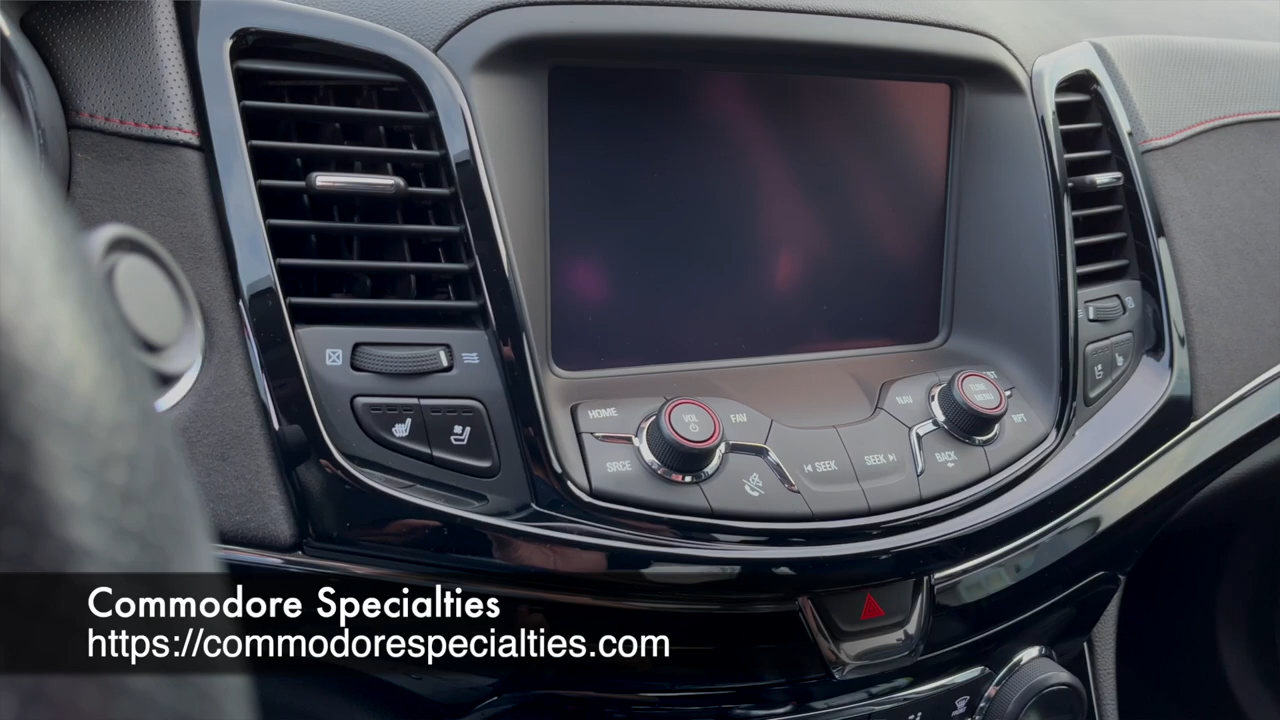 HOME
VOL
FAV
SRCE
SEEK
SEEK
NAV
TUNE
MENU
BACK
RPT
Commodore Specialties
https://commodorespecialties.com